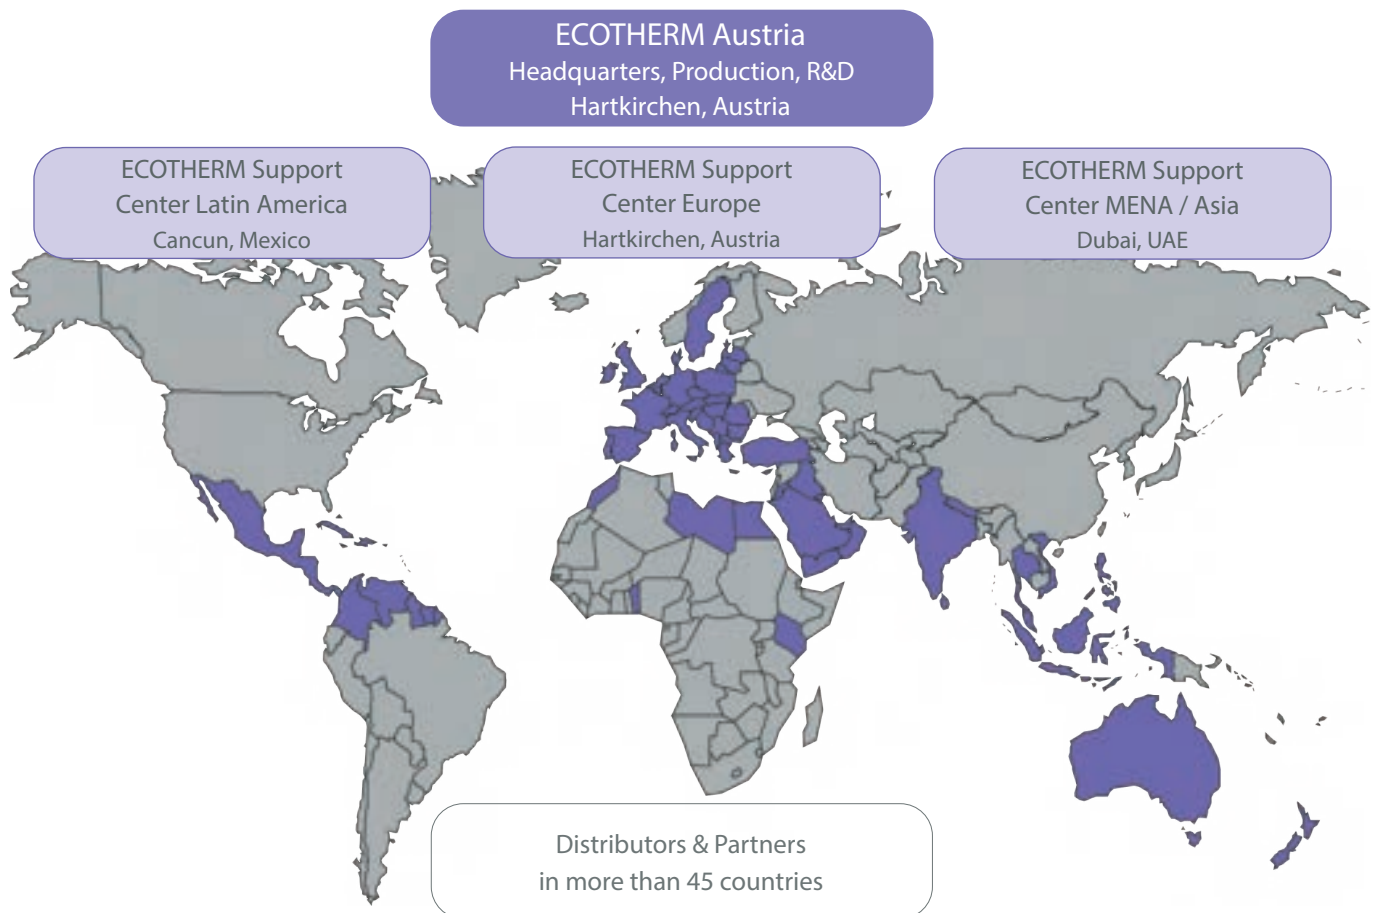 ECOTHERM Austria
Headquarters, Production, R&D
Hartkirchen, Austria
ECOTHERM Support
Center Latin America
Cancun, Mexico
ECOTHERM Support
Center Europe
Hartkirchen, Austria
ECOTHERM Support
Center MENA / Asia
Dubai, UAE
Distributors & Partners
in more than 45 countries